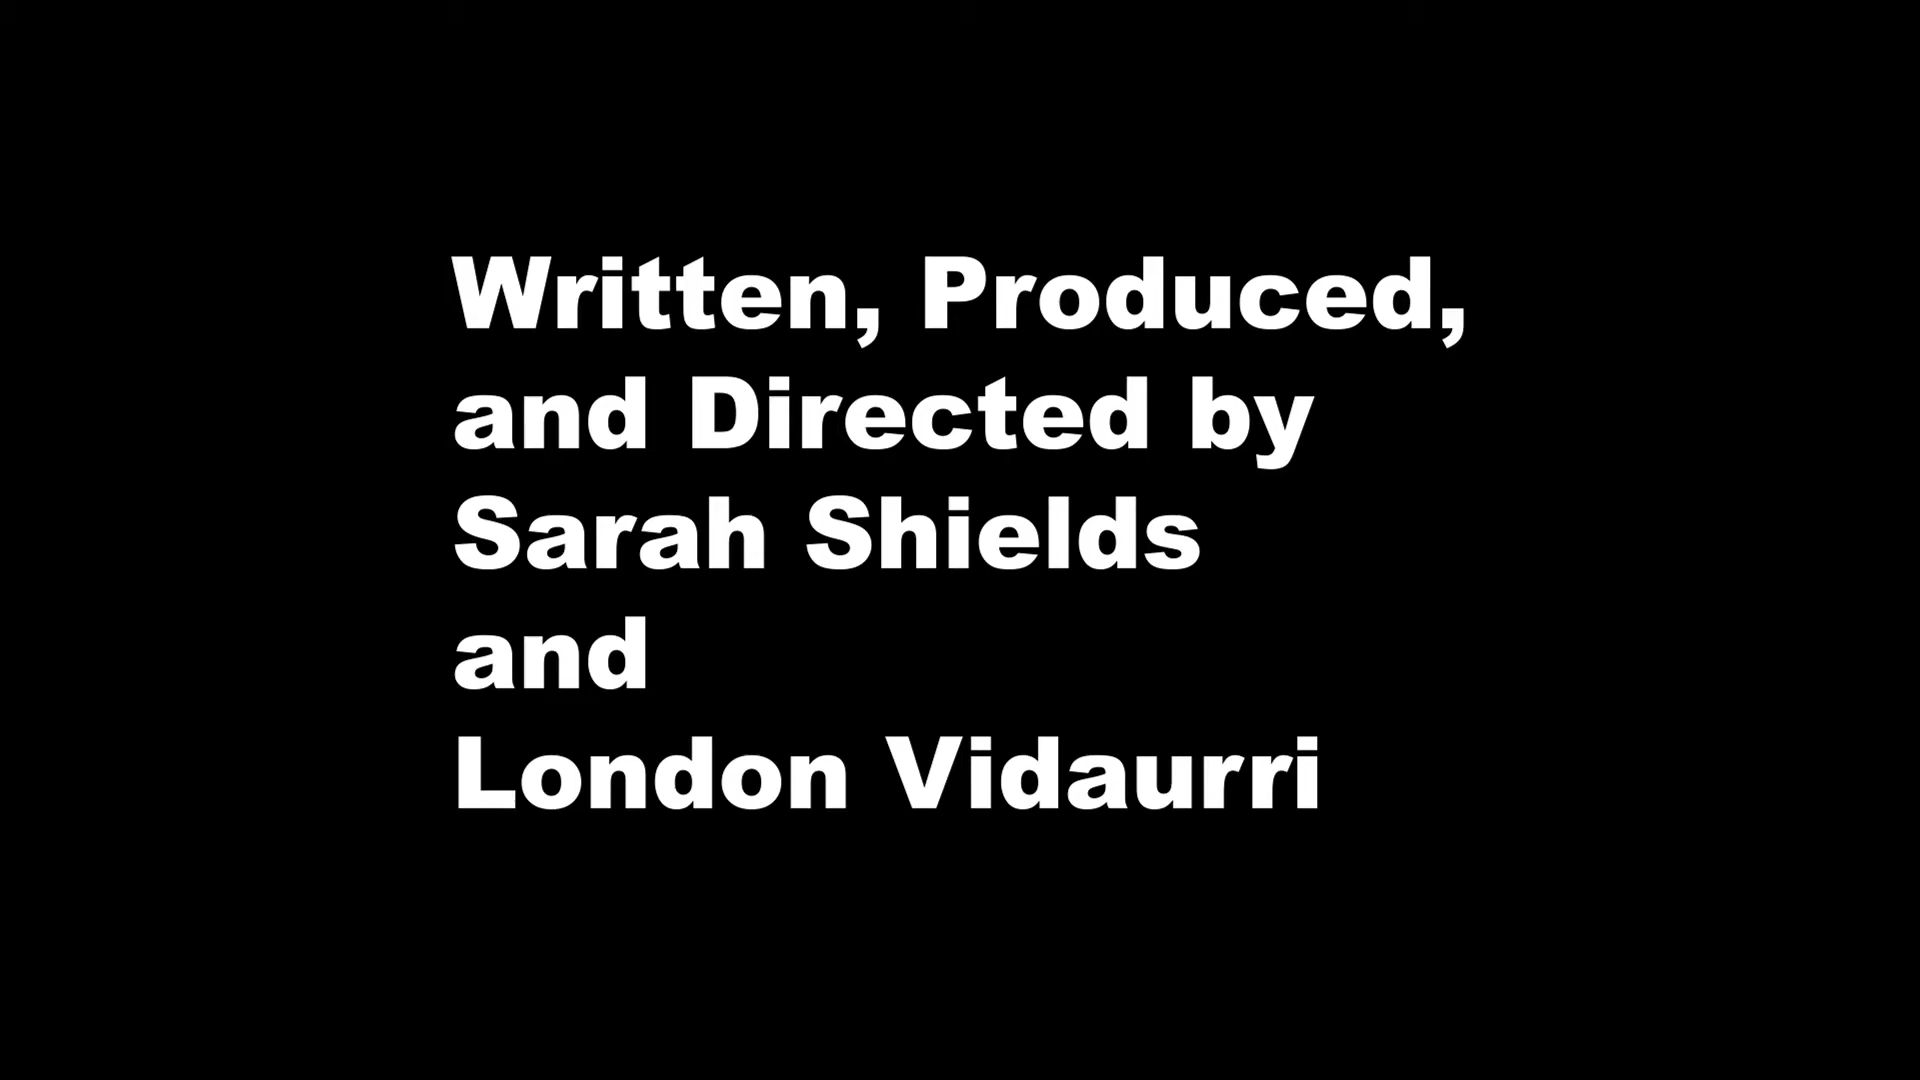 Written, Produced,
and Directed by
Sarah Shields
and
London Vidaurri